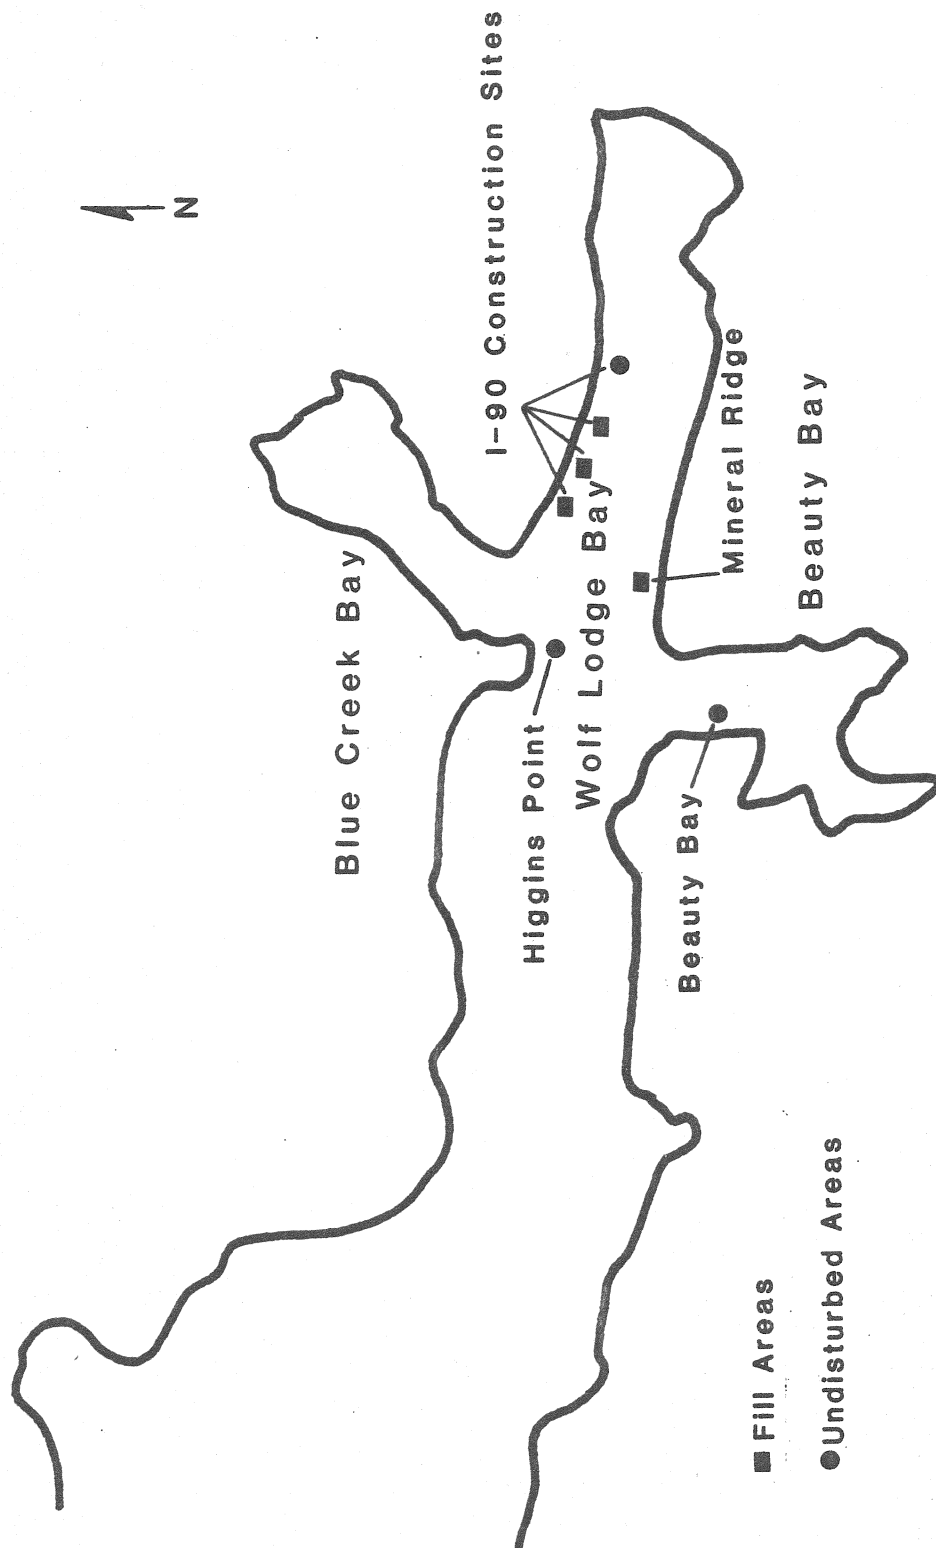 N
I-90 Construction Sites
Blue Creek Bay
Higgins Point
Wolf Lodge Bay
Mineral Ridge
Beauty Bay
Beauty Bay
Fill Areas
Undisturbed Areas